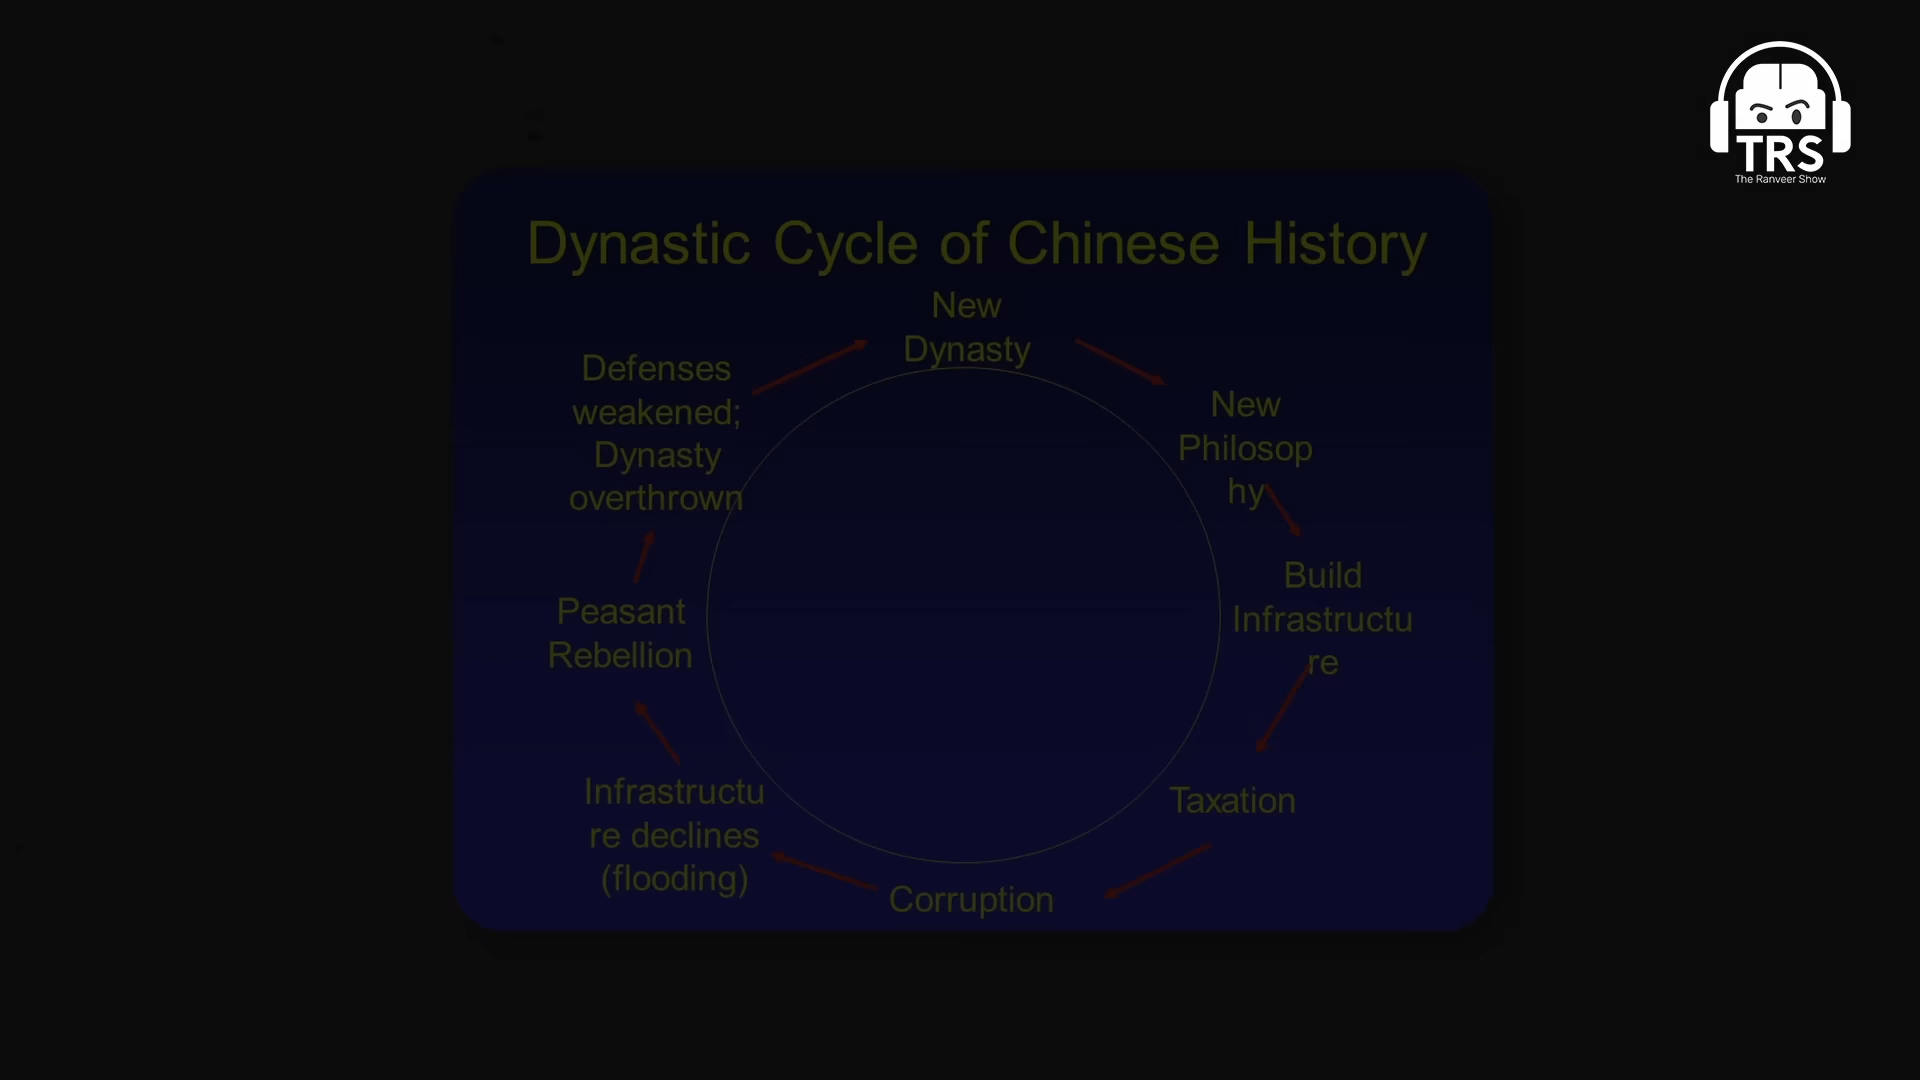 TRS
The Ranveer Show
Dynastic Cycle of Chinese History
New
Dynasty
New
Philosop
hy
Build
Infrastructu
re
Taxation
Corruption
Infrastructu
re declines
(flooding)
Peasant
Rebellion
Defenses
weakened;
Dynasty
overthrown